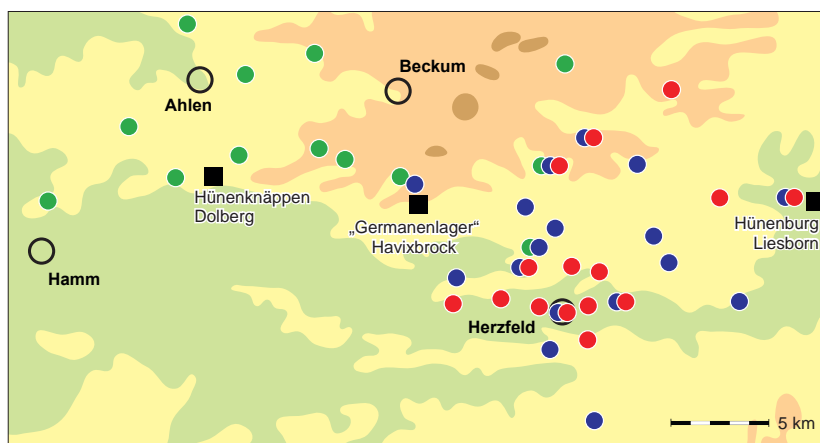 Beckum
Ahlen
Hünenknäppen
Dolberg
„Germanenlager“
Havixbrock
Hünenburg
Liesborn
Hamm
Herzfeld
5 km